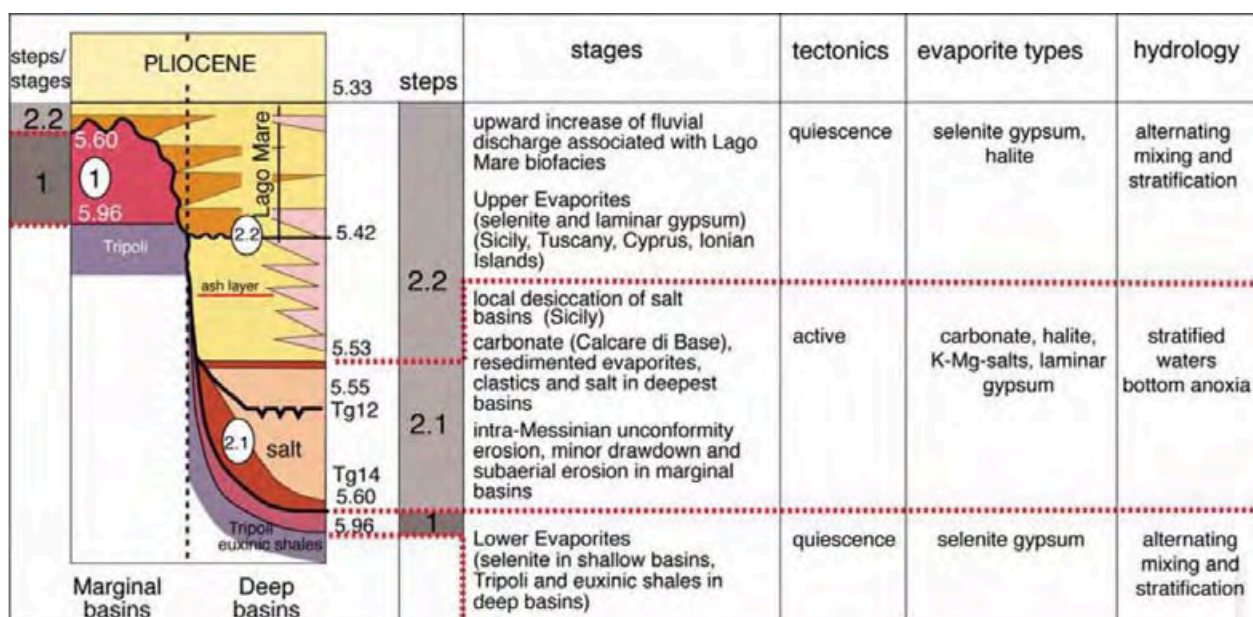 steps/
stages
PLIOCENE
5.33
steps
stages
tectonics
evaporite types
hydrology
2.2
1
5.60
1
5.96
Tripoli
Lago Mare
2.2
5.42
ash layer
5.53
5.55
Tg12
2.1
salt
Tg14
5.60
5.96
Tripoli
euxinic shales
Marginal
basins
Deep
basins
2.2
2.1
1
upward increase of fluvial
discharge associated with Lago
Mare biofacies
Upper Evaporites
(selenite and laminar gypsum)
(Sicily, Tuscany, Cyprus, Ionian
Islands)
quiescence
selenite gypsum,
halite
alternating
mixing and
stratification
local desiccation of salt
basins (Sicily)
carbonate (Calcare di Base),
resedimented evaporites,
clastics and salt in deepest
basins
intra-Messinian unconformity
erosion, minor drawdown and
subaerial erosion in marginal
basins
active
carbonate, halite,
K-Mg-salts, laminar
gypsum
stratified
waters
bottom anoxia
Lower Evaporites
(selenite in shallow basins,
Tripoli and euxinic shales in
deep basins)
quiescence
selenite gypsum
alternating
mixing and
stratification